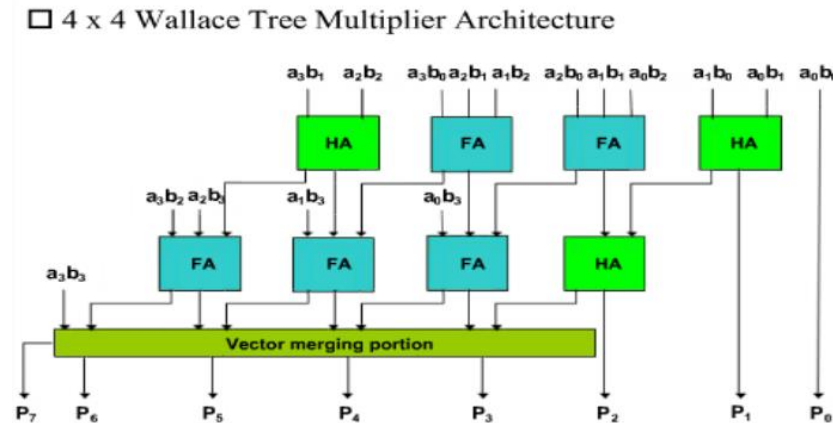 4 x 4 Wallace Tree Multiplier Architecture
a₃b₁ a₂b₂ a₃b₀ a₂b₁ a₁b₂ a₂b₀ a₁b₁ a₀b₂ a₁b₀ a₀b₁
HA FA FA HA
a₃b₂ a₂b₃ a₁b₃ a₀b₃
FA FA FA HA
a₃b₃
Vector merging portion
P₇ P₆ P₅ P₄ P₃ P₂ P₁ P₀